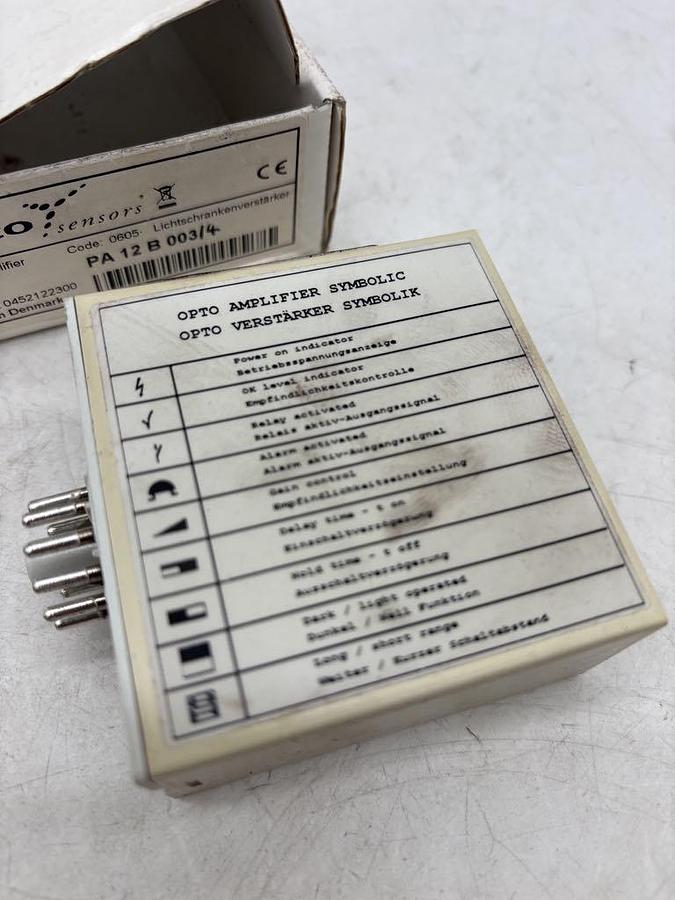 CE
sensors
Code: 0605- Lichtschrankenverstärker
lifier
PA 12 B 003/4
0452122300
n Denmark
OPTO AMPLIFIER SYMBOLIC
OPTO VERSTÄRKER SYMBOLIK
Power on indicator
Betriebsspannungsanzeige
OK level indicator
Empfindlichkeitskontrolle
Relay activated
Relais aktiv-Ausgangssignal
Alarm activated
Alarm aktiv-Ausgangssignal
Gain control
Empfindlichkeitseinstellung
Delay time - t on
Einschaltverzögerung
Hold time - t off
Ausschaltverzögerung
Dark / light operated
Dunkel / Hell Funktion
Long / short range
Weiter / Kurzer Schaltabstand